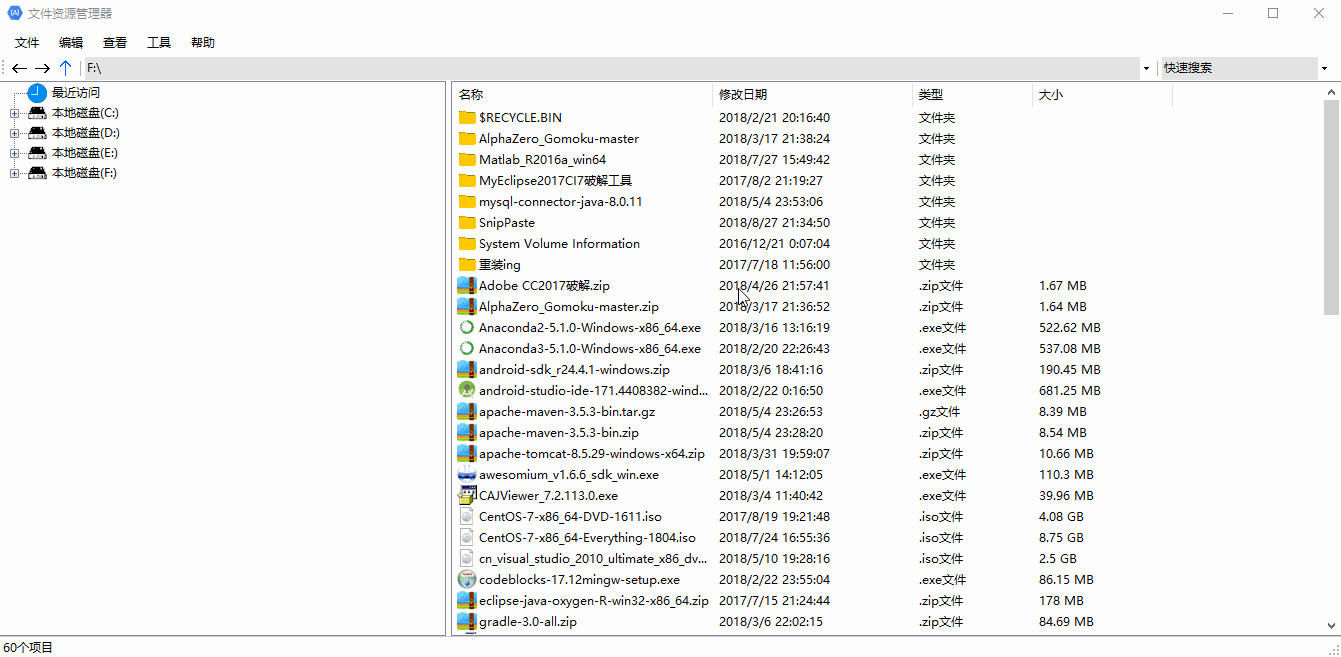 文件资源管理器
文件 编辑 查看 工具 帮助
F:\ 快速搜索
最近访问
本地磁盘(C:)
本地磁盘(D:)
本地磁盘(E:)
本地磁盘(F:)
名称 修改日期 类型 大小
$RECYCLE.BIN 2018/2/21 20:16:40 文件夹
AlphaZero_Gomoku-master 2018/3/17 21:38:24 文件夹
Matlab_R2016a_win64 2018/7/27 15:49:42 文件夹
MyEclipse2017CI7破解工具 2017/8/2 21:19:27 文件夹
mysql-connector-java-8.0.11 2018/5/4 23:53:06 文件夹
SnipPaste 2018/8/27 21:34:50 文件夹
System Volume Information 2016/12/21 0:07:04 文件夹
重装ing 2017/7/18 11:56:00 文件夹
Adobe CC2017破解.zip 2018/4/26 21:57:41 .zip文件 1.67 MB
AlphaZero_Gomoku-master.zip 2018/3/17 21:36:52 .zip文件 1.64 MB
Anaconda2-5.1.0-Windows-x86_64.exe 2018/3/16 13:16:19 .exe文件 522.62 MB
Anaconda3-5.1.0-Windows-x86_64.exe 2018/2/20 22:26:43 .exe文件 537.08 MB
android-sdk_r24.4.1-windows.zip 2018/3/6 18:41:16 .zip文件 190.45 MB
android-studio-ide-171.4408382-wind... 2018/2/22 0:16:50 .exe文件 681.25 MB
apache-maven-3.5.3-bin.tar.gz 2018/5/4 23:26:53 .gz文件 8.39 MB
apache-maven-3.5.3-bin.zip 2018/5/4 23:28:20 .zip文件 8.54 MB
apache-tomcat-8.5.29-windows-x64.zip 2018/3/31 19:59:07 .zip文件 10.66 MB
awesomium_v1.6.6_sdk_win.exe 2018/5/1 14:12:05 .exe文件 110.3 MB
CAJViewer_7.2.113.0.exe 2018/3/4 11:40:42 .exe文件 39.96 MB
CentOS-7-x86_64-DVD-1611.iso 2017/8/19 19:21:48 .iso文件 4.08 GB
CentOS-7-x86_64-Everything-1804.iso 2018/7/24 16:55:36 .iso文件 8.75 GB
cn_visual_studio_2010_ultimate_x86_dv... 2018/5/10 19:28:16 .iso文件 2.5 GB
codeblocks-17.12mingw-setup.exe 2018/2/22 23:55:04 .exe文件 86.15 MB
eclipse-java-oxygen-R-win32-x86_64.zip 2017/7/15 21:24:44 .zip文件 178 MB
gradle-3.0-all.zip 2018/3/6 22:02:15 .zip文件 84.69 MB
60个项目